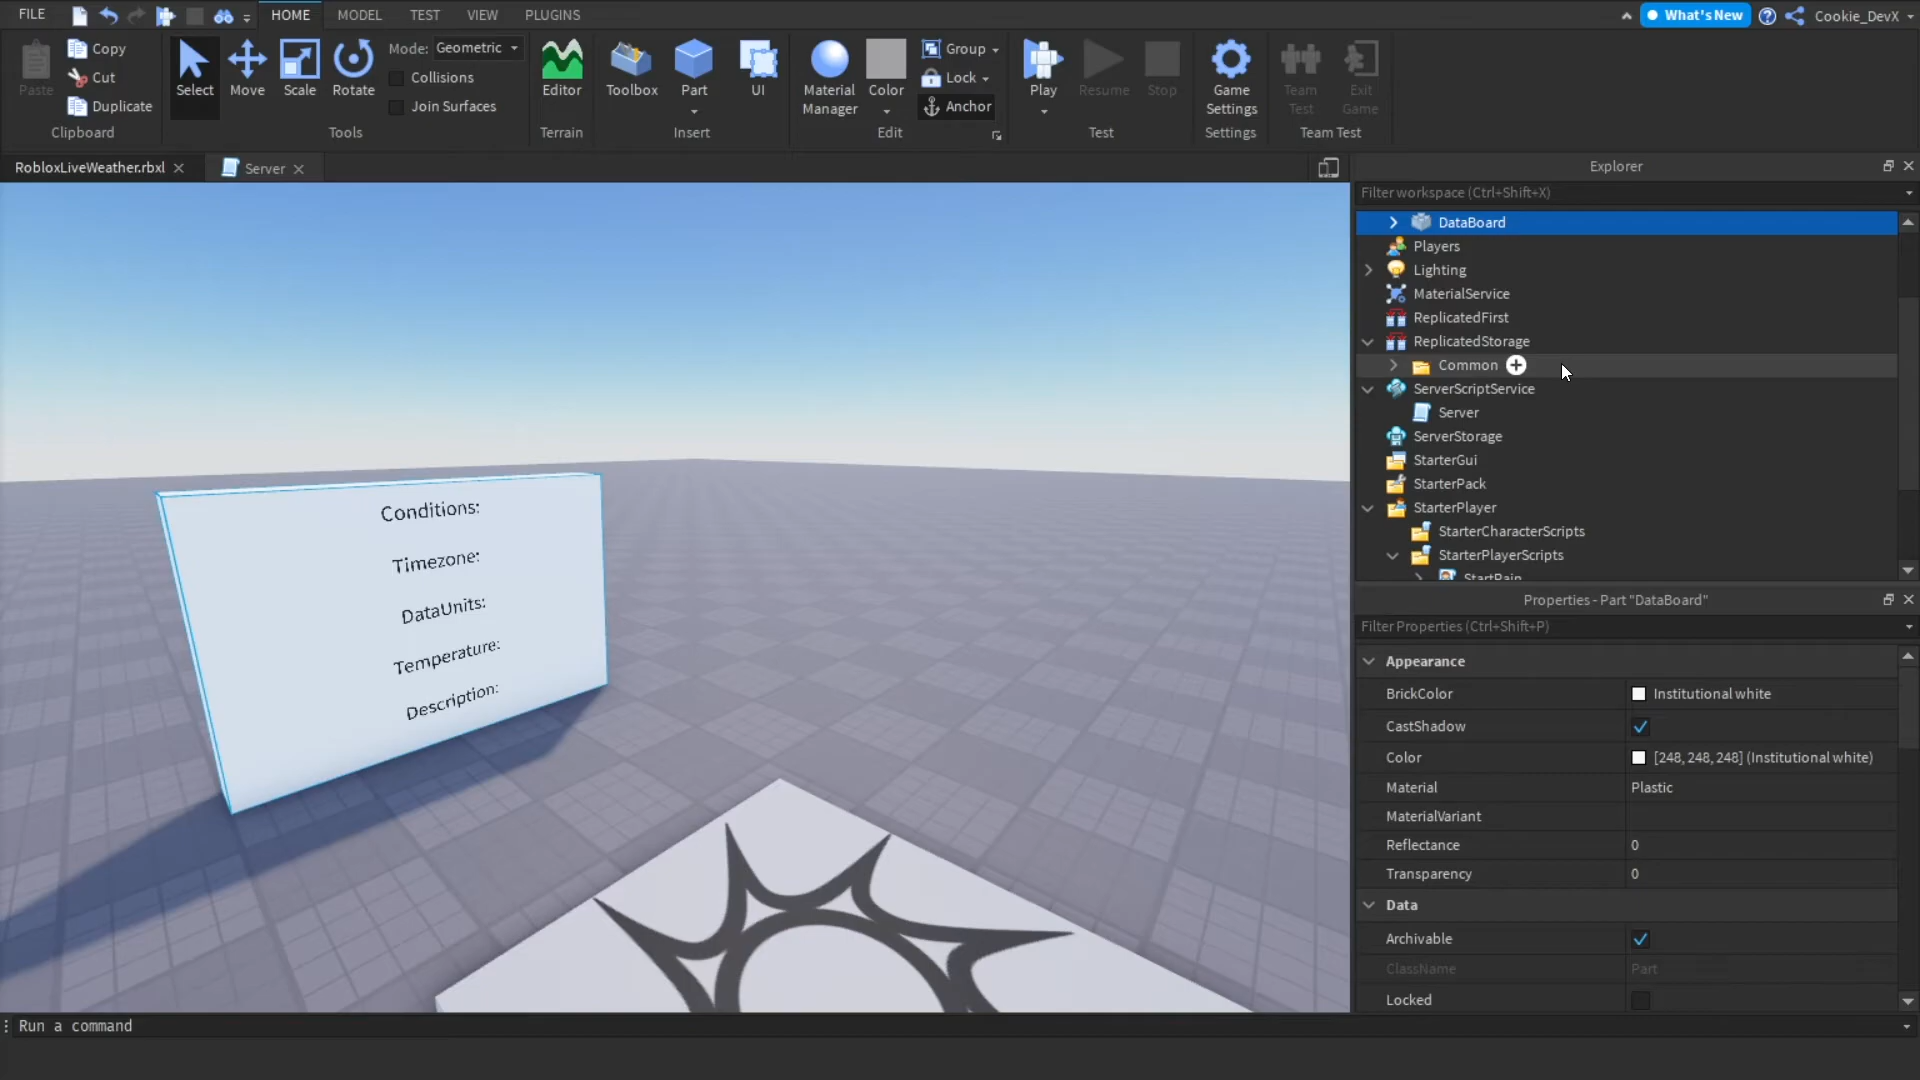 FILE HOME MODEL TEST VIEW PLUGINS What's New Cookie_DevX
Paste Copy Cut Duplicate Clipboard
Select Move Scale Rotate Mode: Geometric Collisions Join Surfaces Tools
Editor Terrain
Toolbox Part UI Insert
Material Manager Color Group Lock Anchor Edit
Play Resume Stop Test
Game Settings Settings
Team Test Exit Game Team Test
RobloxLiveWeather.rbxl Server
Conditions:
Timezone:
DataUnits:
Temperature:
Description:
Explorer
Filter workspace (Ctrl+Shift+X)
DataBoard
Players
Lighting
MaterialService
ReplicatedFirst
ReplicatedStorage
Common
ServerScriptService
Server
ServerStorage
StarterGui
StarterPack
StarterPlayer
StarterCharacterScripts
StarterPlayerScripts
StartRain
Properties - Part "DataBoard"
Filter Properties (Ctrl+Shift+P)
Appearance
BrickColor Institutional white
CastShadow
Color [248, 248, 248] (Institutional white)
Material Plastic
MaterialVariant
Reflectance 0
Transparency 0
Data
Archivable
ClassName Part
Locked
Run a command